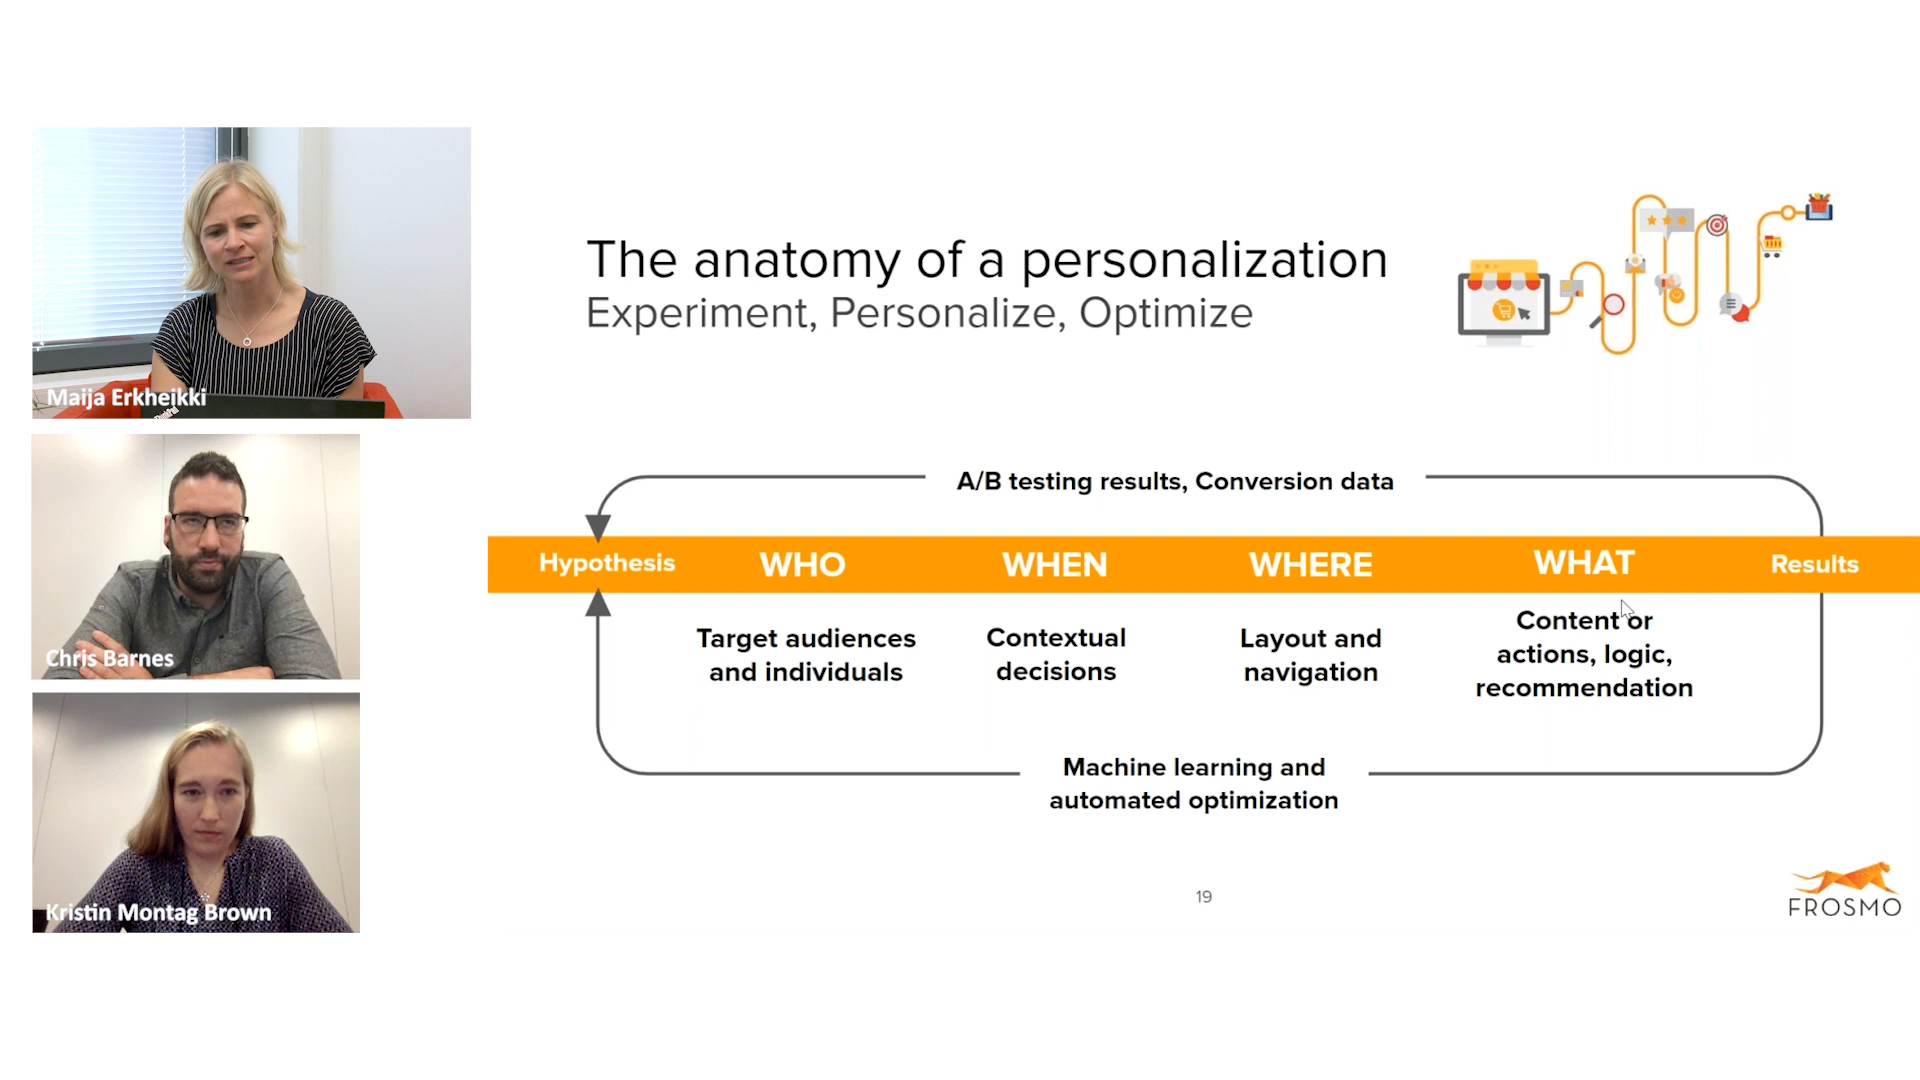 Maija Erkheikki
Chris Barnes
Kristin Montag Brown
The anatomy of a personalization
Experiment, Personalize, Optimize
A/B testing results, Conversion data
Hypothesis
WHO
WHEN
WHERE
WHAT
Results
Target audiences
and individuals
Contextual
decisions
Layout and
navigation
Content or
actions, logic,
recommendation
Machine learning and
automated optimization
19
FROSMO